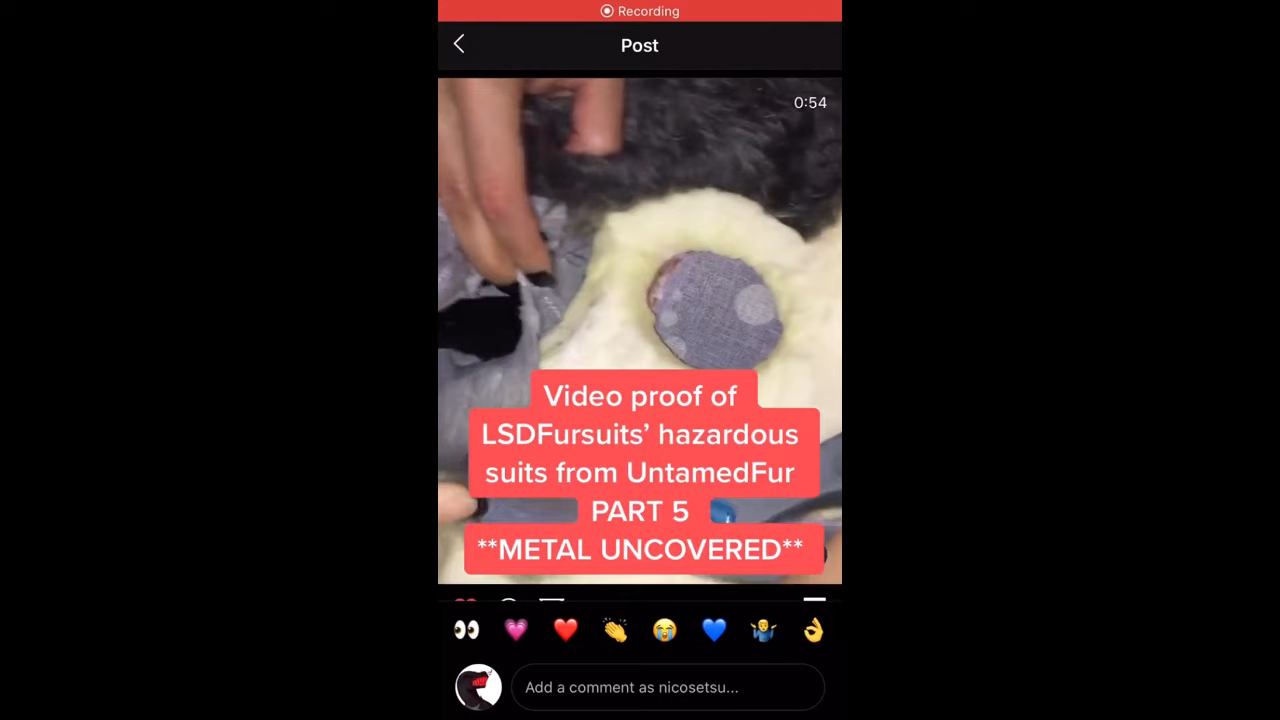 Recording
Post
0:54
Video proof of
LSDFursuits’ hazardous
suits from UntamedFur
PART 5
**METAL UNCOVERED**
Add a comment as nicosetsu...